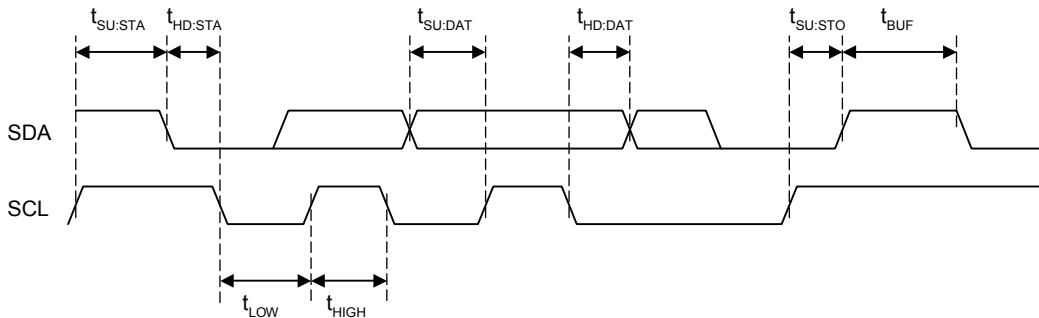 tSU:STA tHD:STA tSU:DAT tHD:DAT tSU:STO tBUF
SDA
SCL
tLOW tHIGH